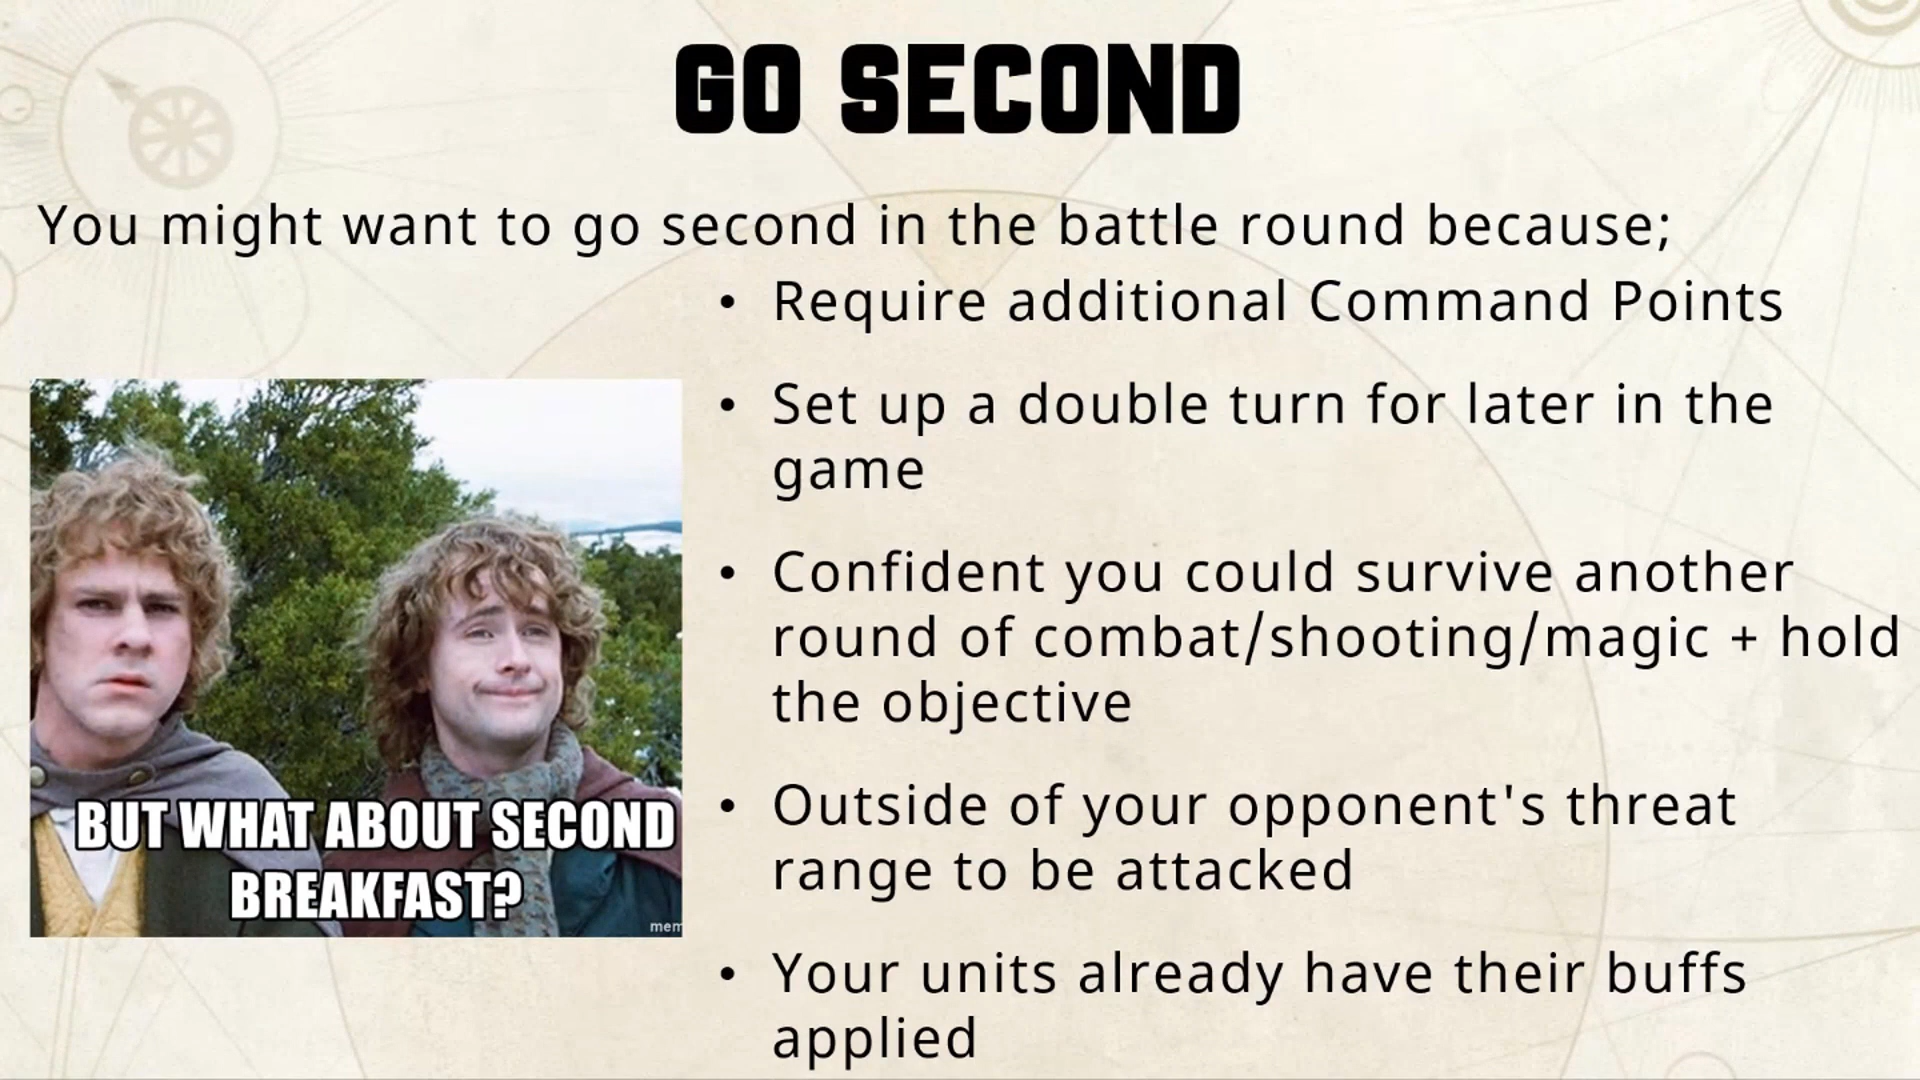 GO SECOND
You might want to go second in the battle round because;
• Require additional Command Points
• Set up a double turn for later in the
game
• Confident you could survive another
round of combat/shooting/magic + hold
the objective
• Outside of your opponent's threat
range to be attacked
• Your units already have their buffs
applied
BUT WHAT ABOUT SECOND
BREAKFAST?
mem